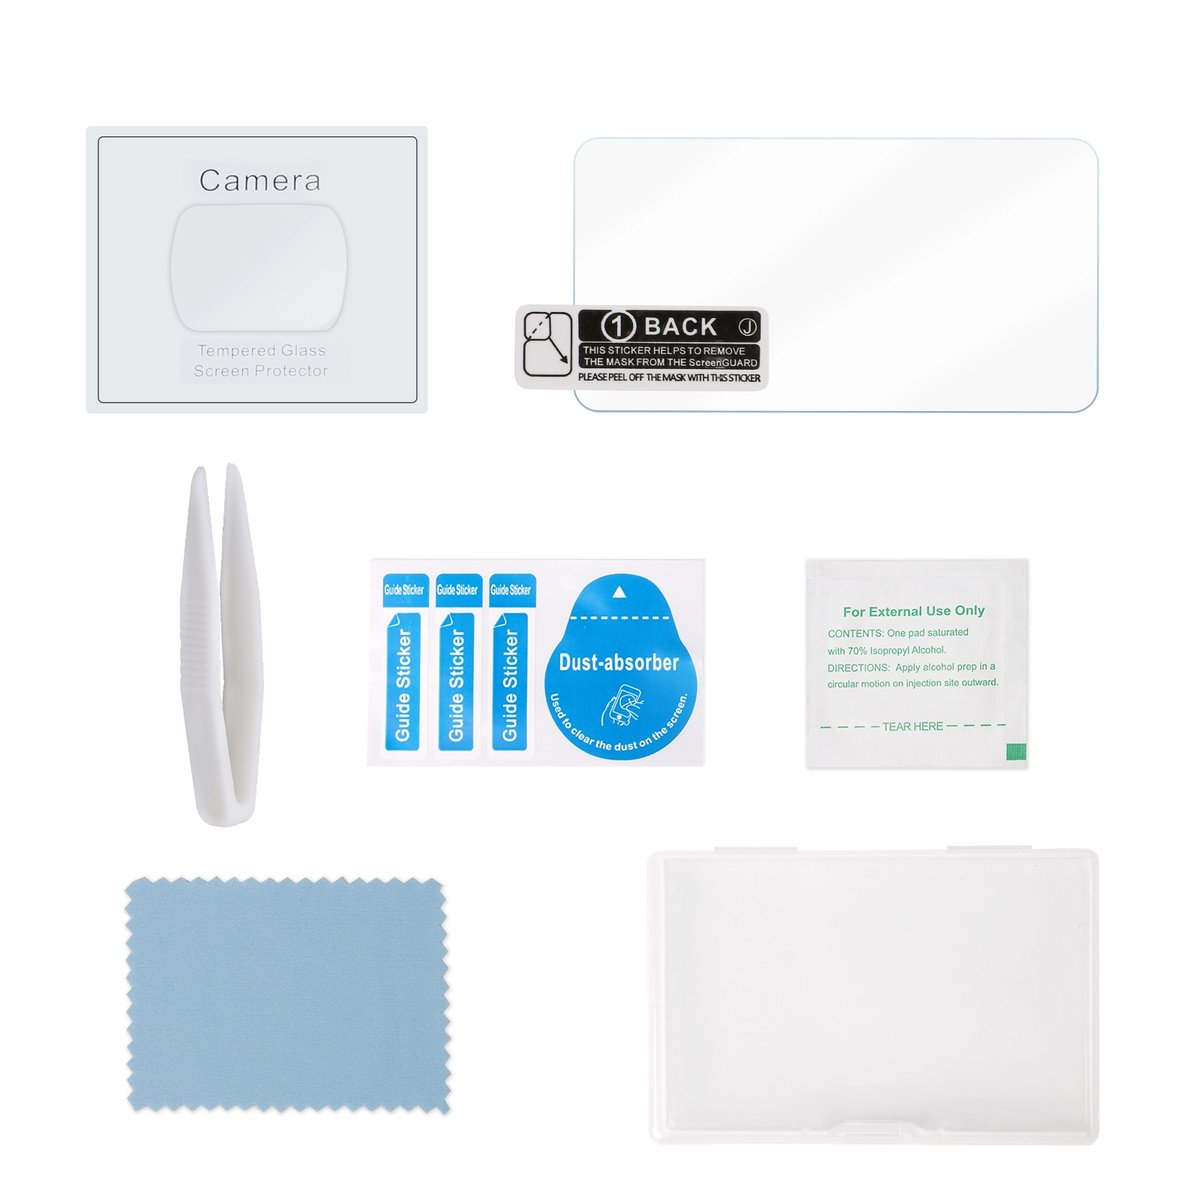 Camera
Tempered Glass
Screen Protector
1 BACK J
THIS STICKER HELPS TO REMOVE
THE MASK FROM THE ScreenGUARD
PLEASE PEEL OFF THE MASK WITH THIS STICKER
Guide Sticker
Guide Sticker
Guide Sticker
Guide Sticker
Guide Sticker
Guide Sticker
Dust-absorber
Used to clear the dust on the screen.
For External Use Only
CONTENTS: One pad saturated
with 70% Isopropyl Alcohol.
DIRECTIONS: Apply alcohol prep in a
circular motion on injection site outward.
TEAR HERE